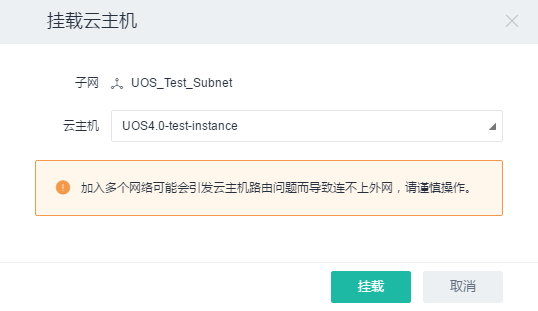 挂载云主机
子网 UOS_Test_Subnet
云主机 UOS4.0-test-instance
加入多个网络可能会引发云主机路由问题而导致连不上外网，请谨慎操作。
挂载 取消